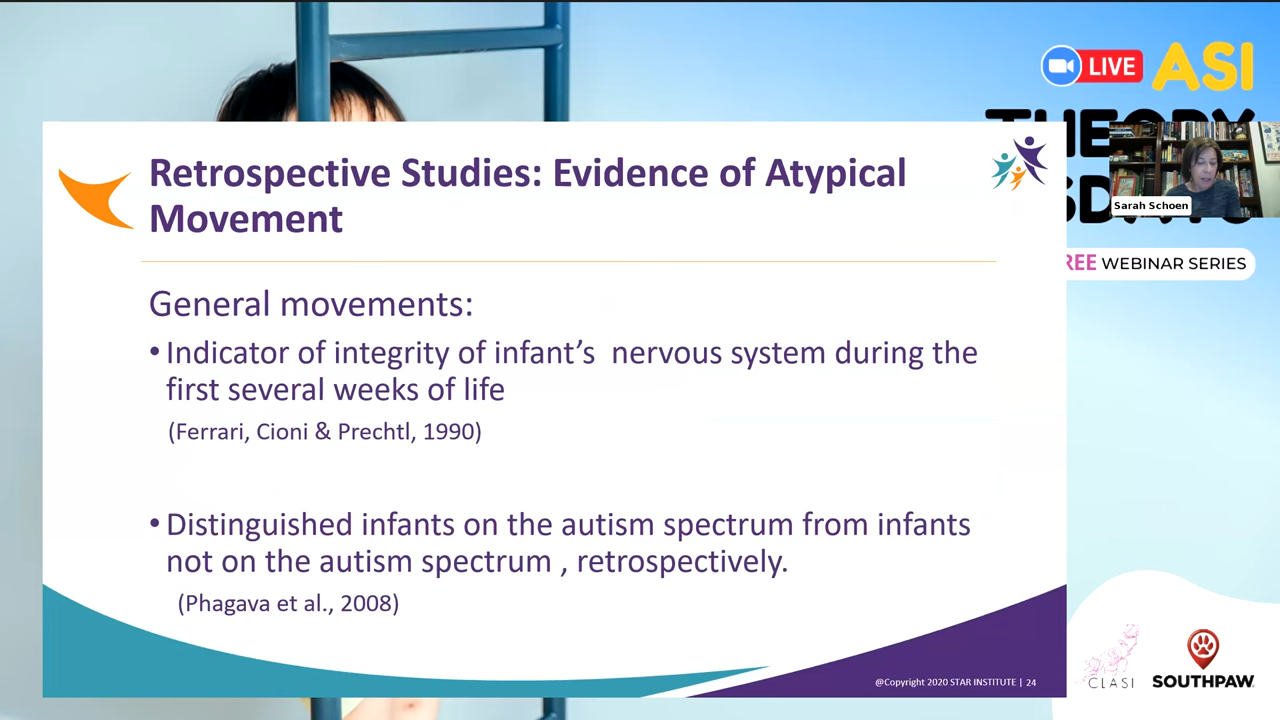 LIVE
ASI
Sarah Schoen
REE WEBINAR SERIES
Retrospective Studies: Evidence of Atypical
Movement
General movements:
•Indicator of integrity of infant’s  nervous system during the
first several weeks of life
(Ferrari, Cioni & Prechtl, 1990)
•Distinguished infants on the autism spectrum from infants
not on the autism spectrum , retrospectively.
(Phagava et al., 2008)
@Copyright 2020 STAR INSTITUTE | 24
CLASI
SOUTHPAW